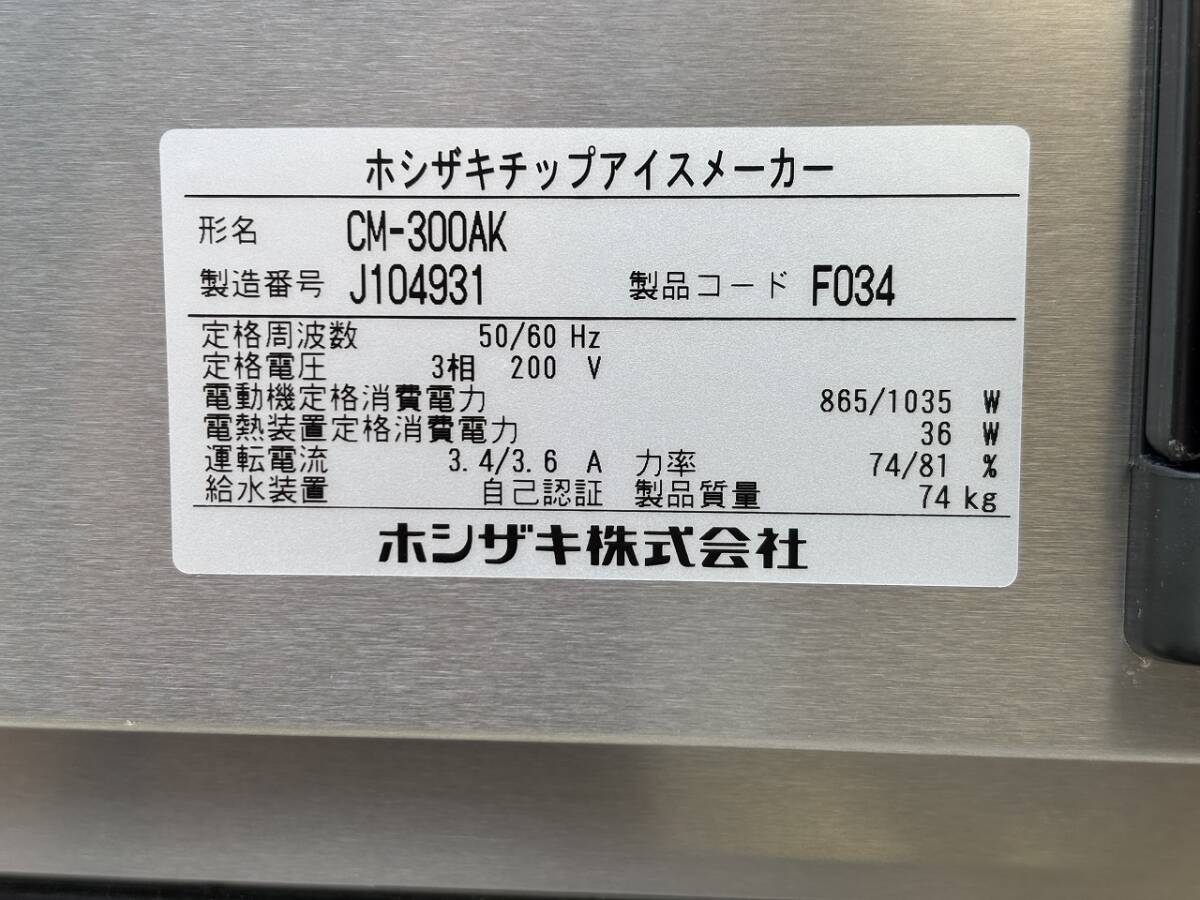 ホシザキチップアイスメーカー
形名 CM-300AK
製造番号 J104931 製品コード F034
定格周波数 50/60 Hz
定格電圧 3相 200 V
電動機定格消費電力 865/1035 W
電熱装置定格消費電力 36 W
運転電流 3.4/3.6 A 力率 74/81 %
給水装置 自己認証 製品質量 74 kg
ホシザキ株式会社